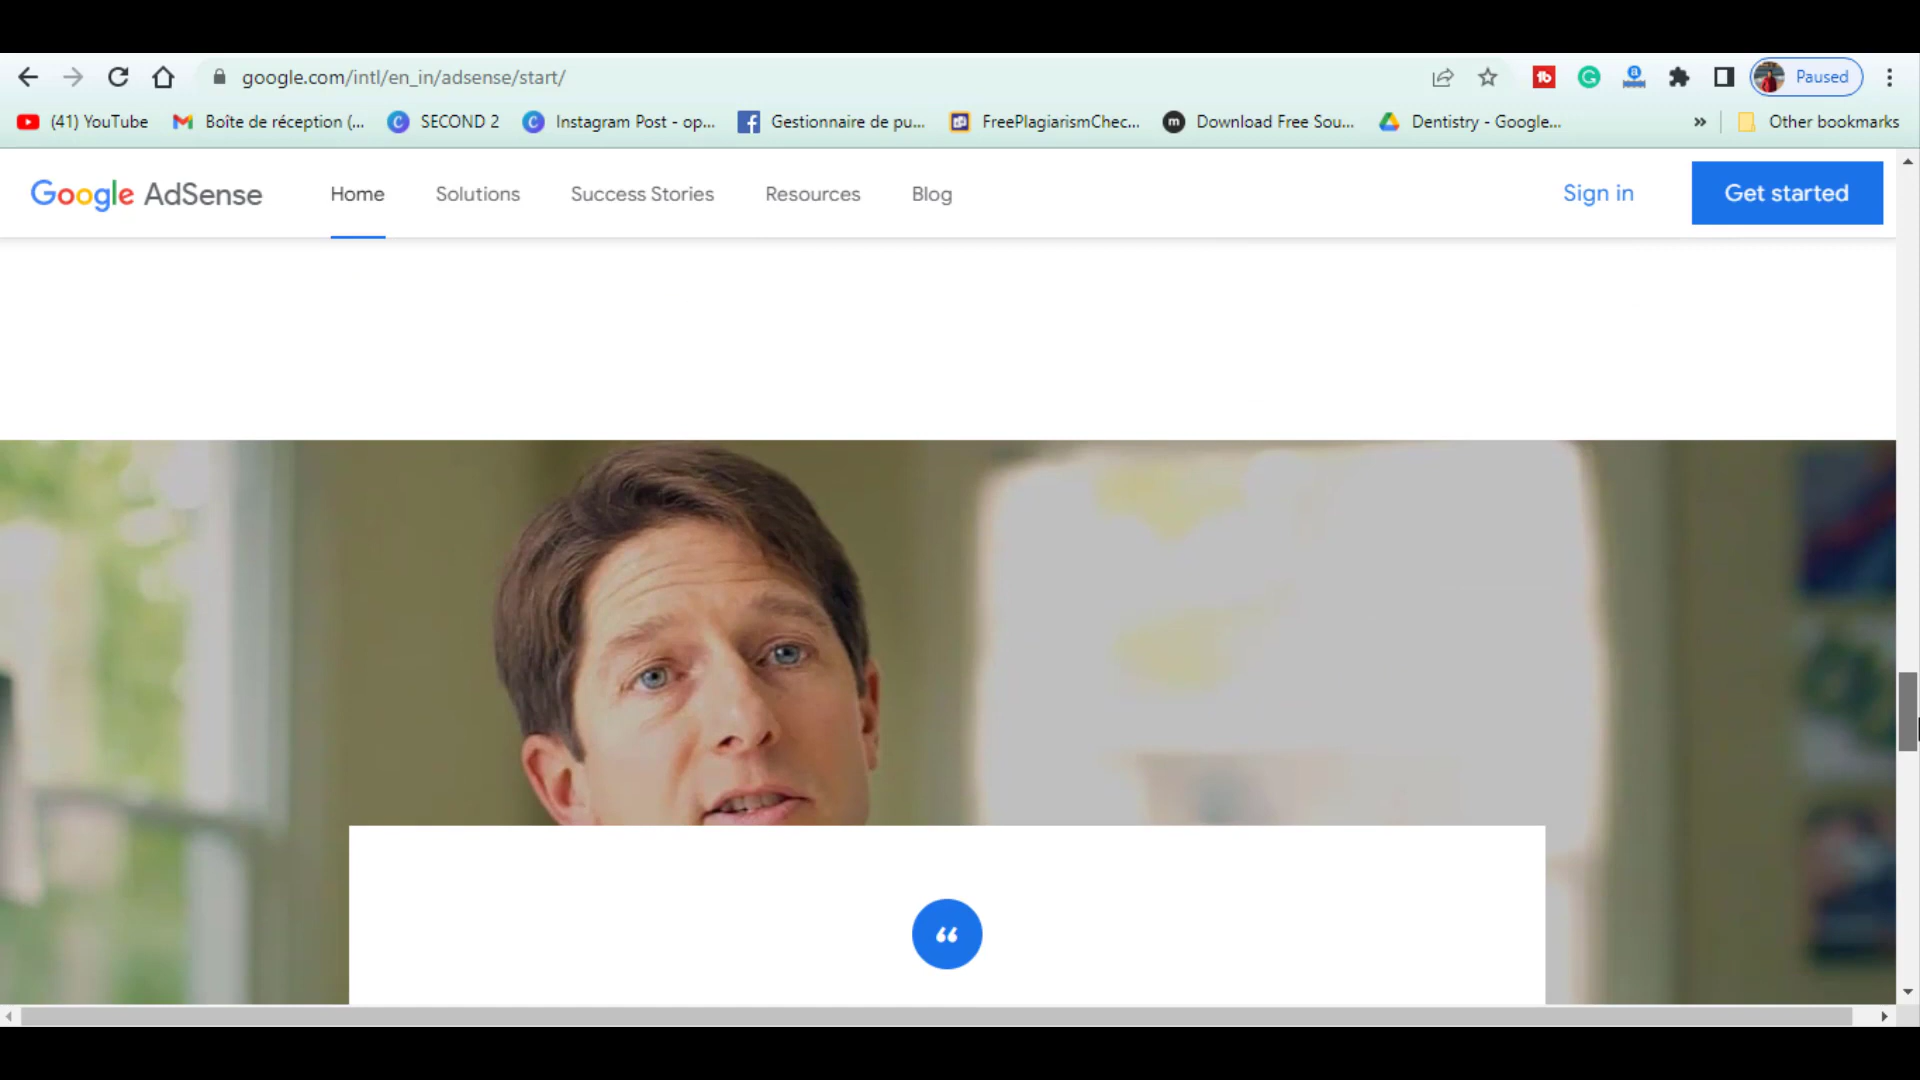 google.com/intl/en_in/adsense/start/
Paused
(41) YouTube Boîte de réception (... SECOND 2 Instagram Post - op... Gestionnaire de pu... FreePlagiarismChec... Download Free Sou... Dentistry - Google... » Other bookmarks
Google AdSense Home Solutions Success Stories Resources Blog Sign in Get started
“